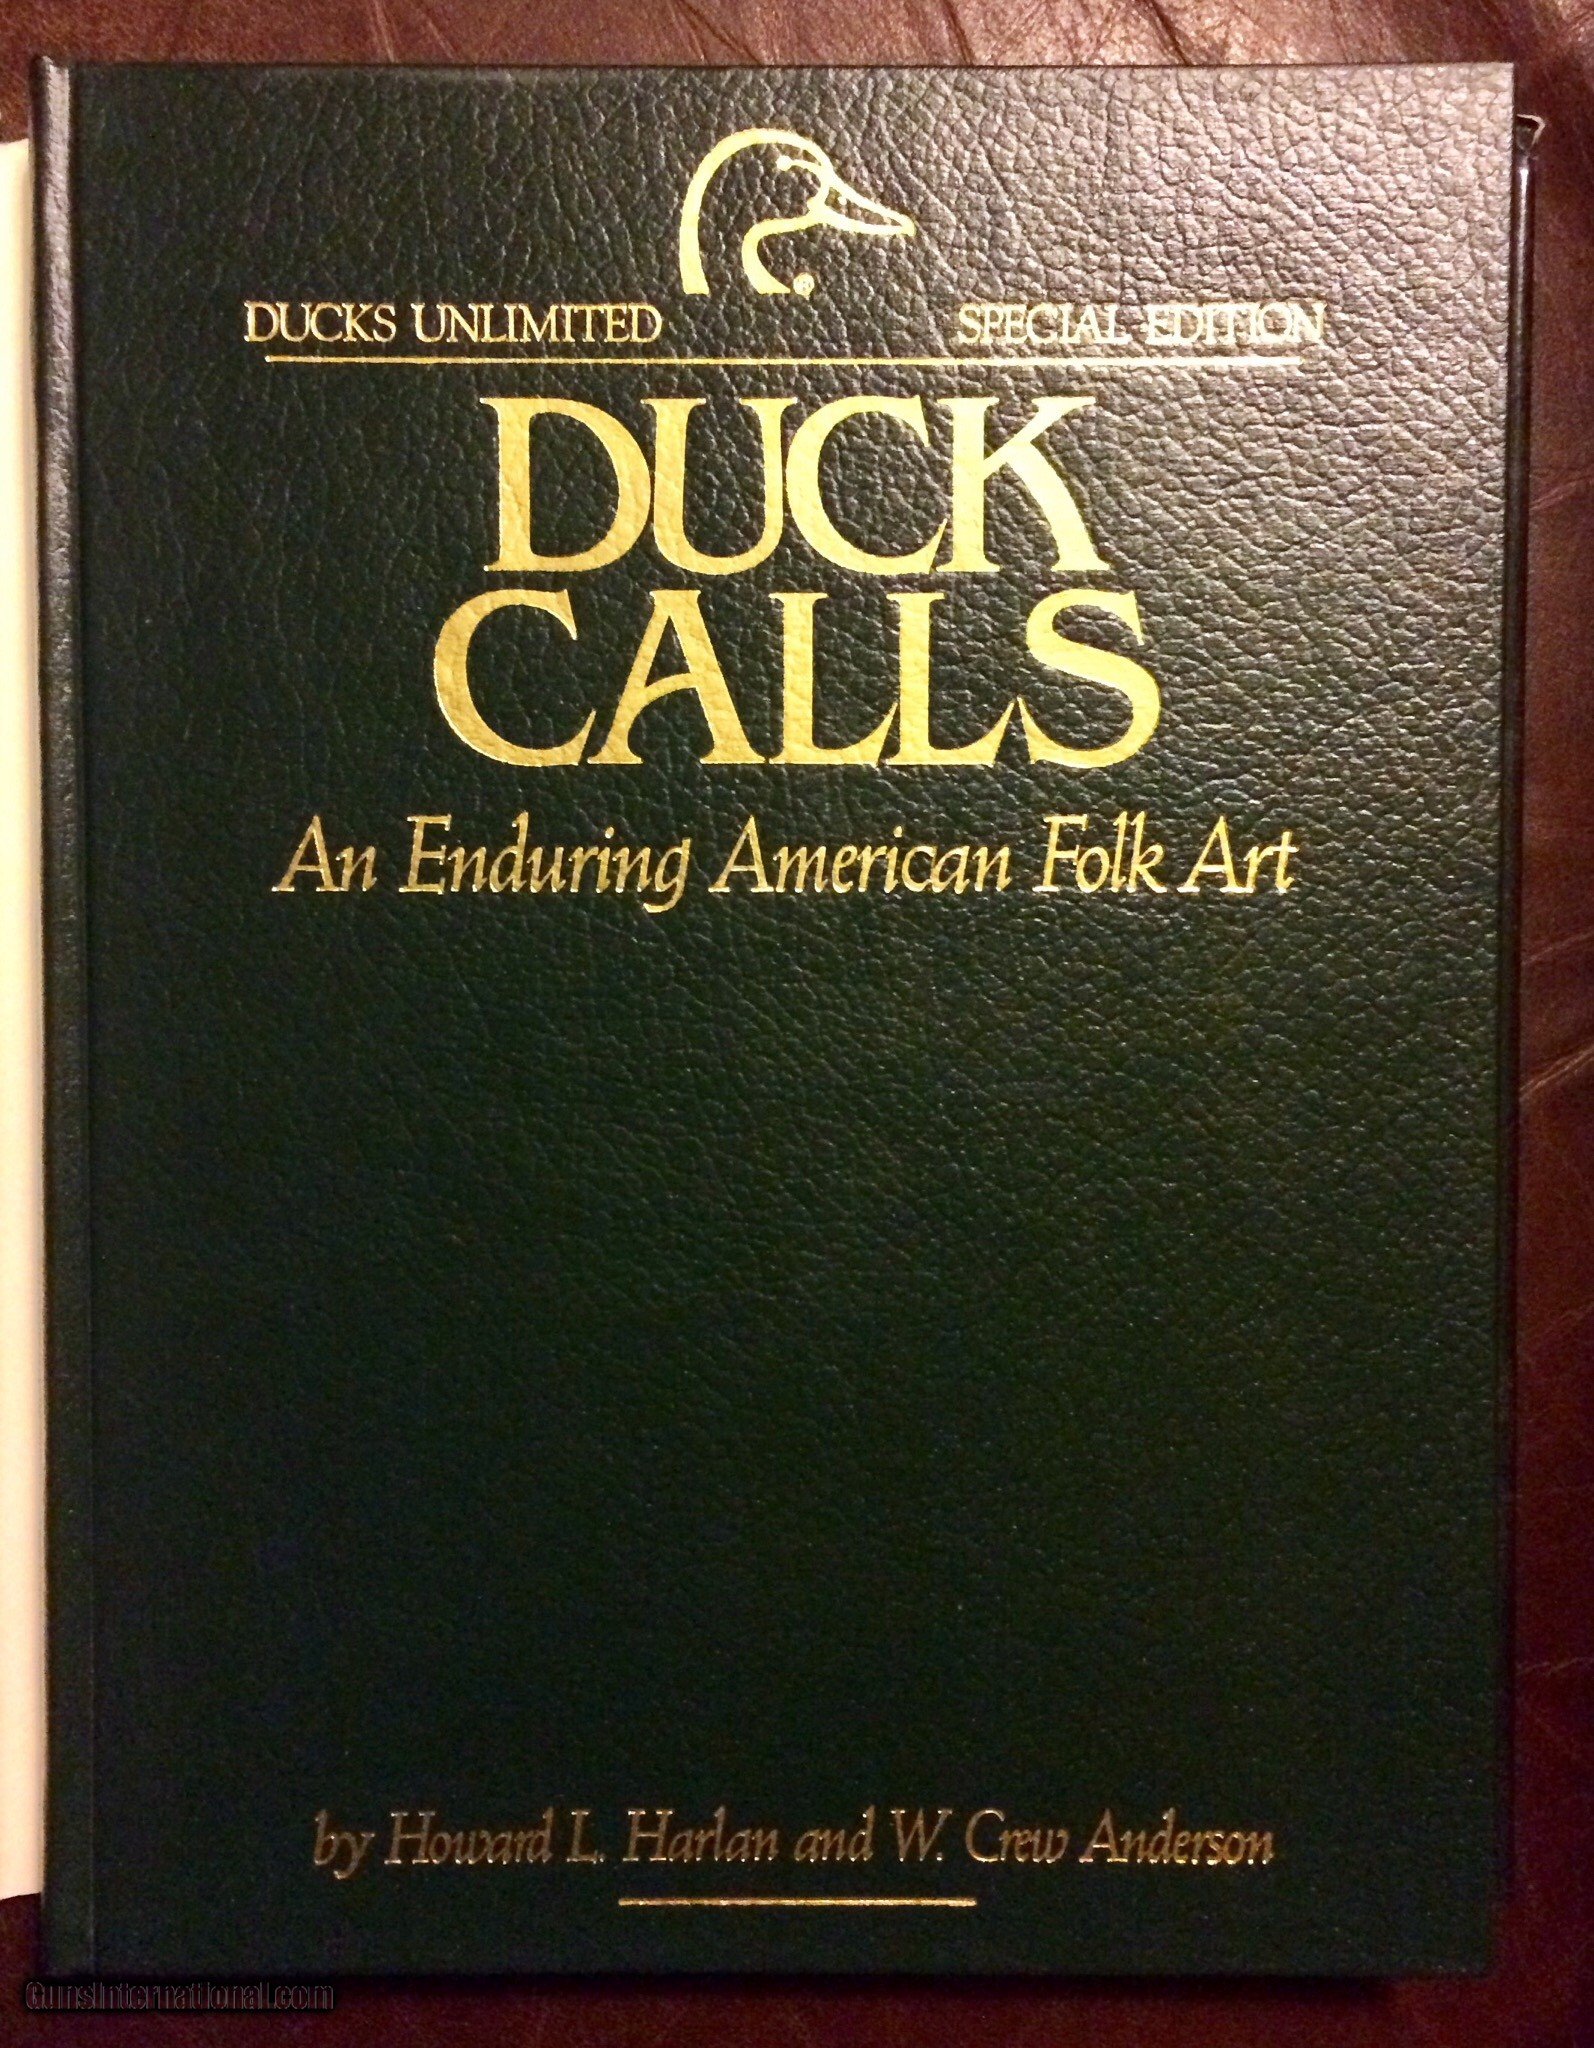 ®
DUCKS UNLIMITED SPECIAL EDITION
DUCK
CALLS
An Enduring American Folk Art
by Howard L. Harlan and W. Crew Anderson
GunsInternational.com